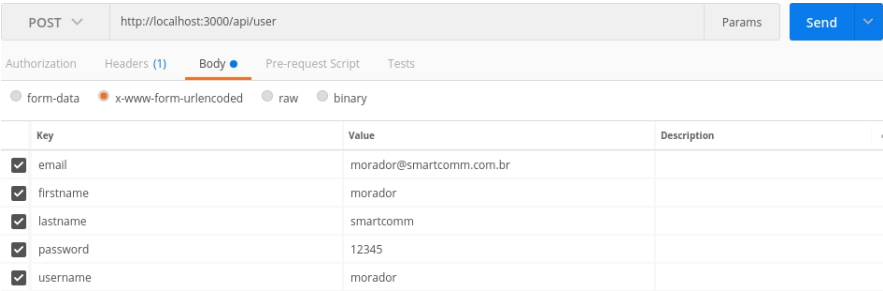 POST http://localhost:3000/api/user Params Send
Authorization Headers (1) Body Pre-request Script Tests
form-data x-www-form-urlencoded raw binary
Key Value Description
email morador@smartcomm.com.br
firstname morador
lastname smartcomm
password 12345
username morador